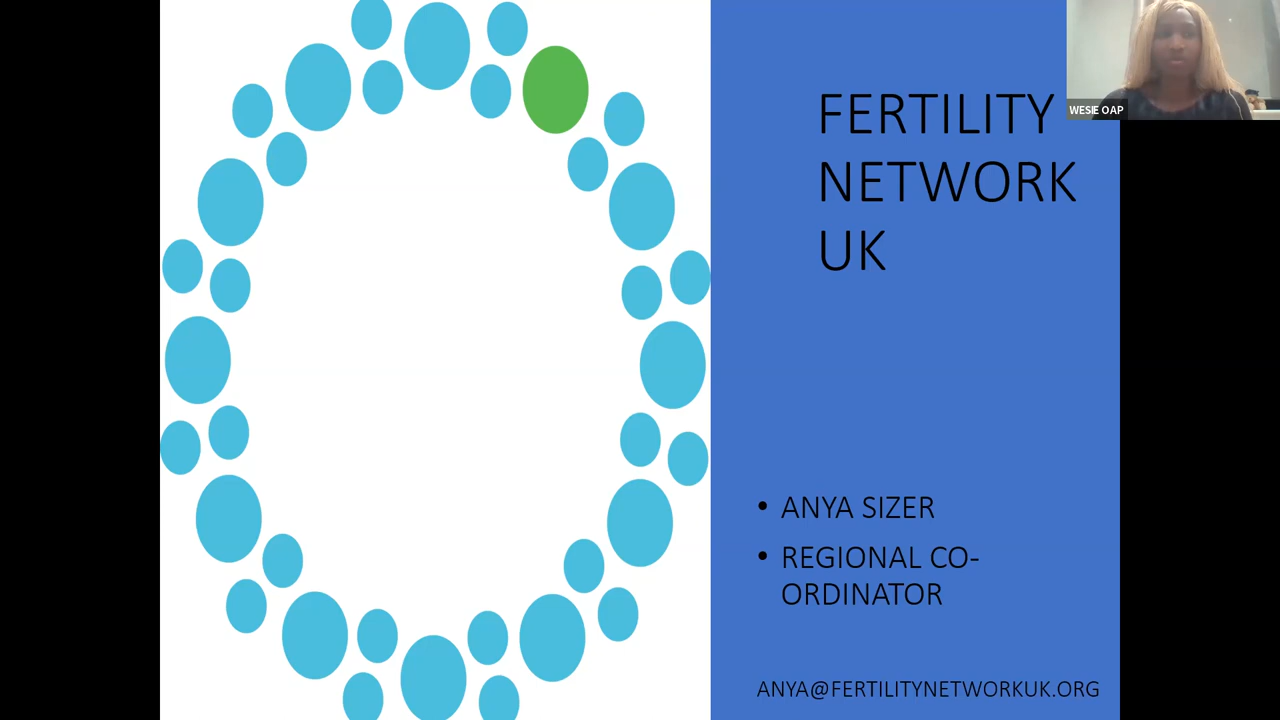 FERTILITY
NETWORK
UK
WESIE OAP
• ANYA SIZER
• REGIONAL CO-
ORDINATOR
ANYA@FERTILITYNETWORKUK.ORG